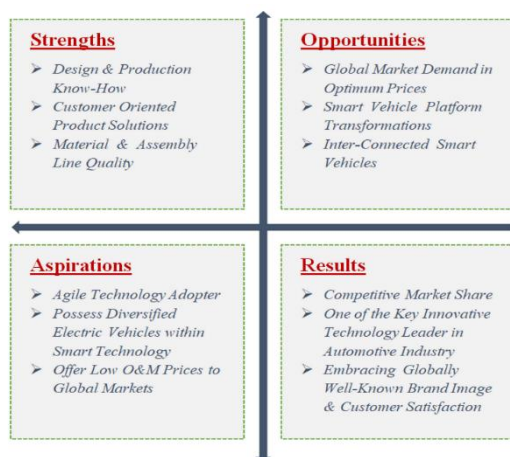 Strengths
➢ Design & Production
Know-How
➢ Customer Oriented
Product Solutions
➢ Material & Assembly
Line Quality
Opportunities
➢ Global Market Demand in
Optimum Prices
➢ Smart Vehicle Platform
Transformations
➢ Inter-Connected Smart
Vehicles
Aspirations
➢ Agile Technology Adopter
➢ Possess Diversified
Electric Vehicles within
Smart Technology
➢ Offer Low O&M Prices to
Global Markets
Results
➢ Competitive Market Share
➢ One of the Key Innovative
Technology Leader in
Automotive Industry
➢ Embracing Globally
Well-Known Brand Image
& Customer Satisfaction